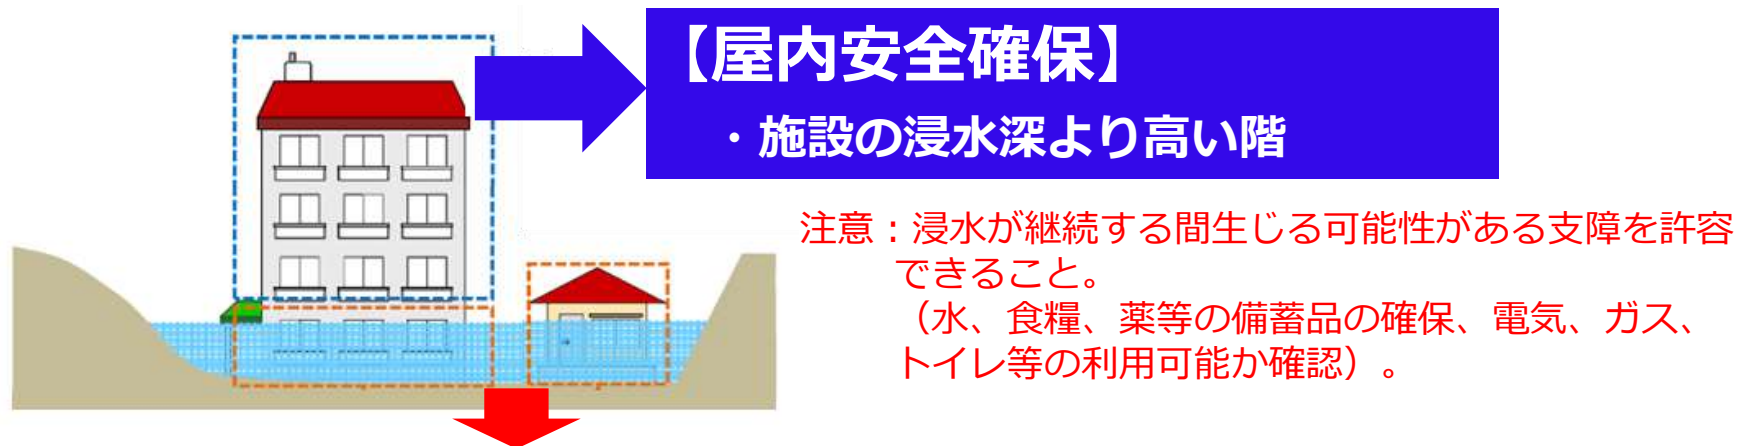 【屋内安全確保】
・施設の浸水深より高い階
注意：浸水が継続する間生じる可能性がある支障を許容
できること。
（水、食糧、薬等の備蓄品の確保、電気、ガス、
トイレ等の利用可能か確認）。